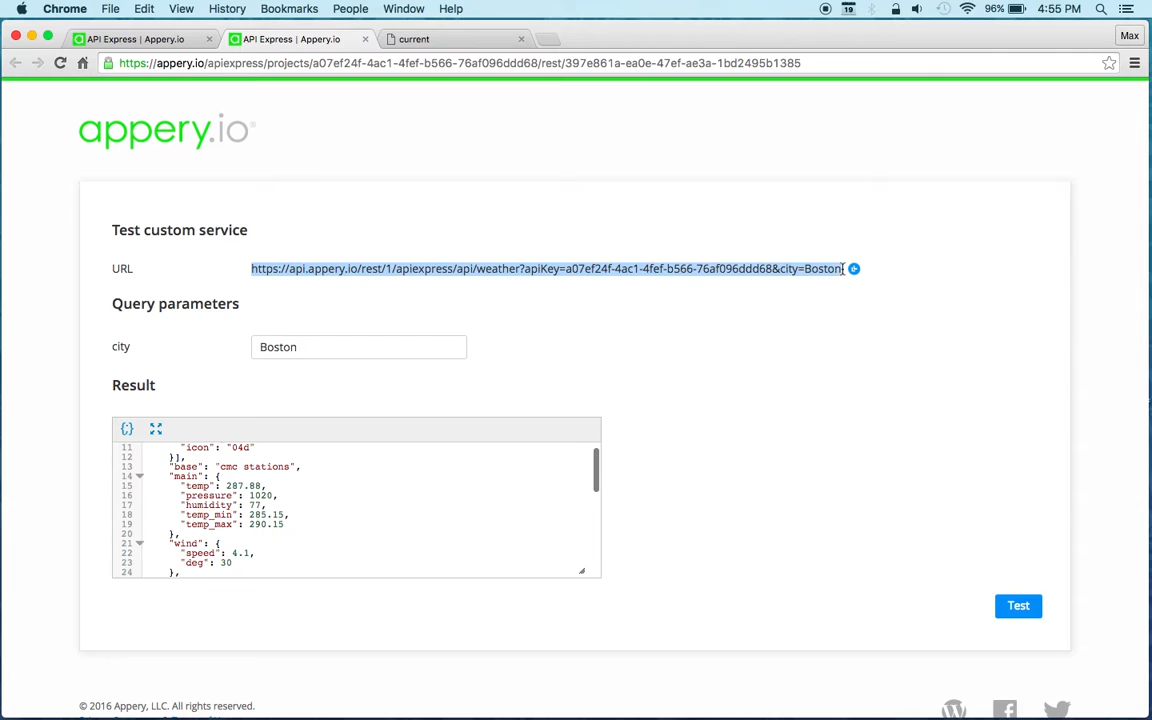 Chrome File Edit View History Bookmarks People Window Help 19 96% 4:55 PM
API Express | Appery.io API Express | Appery.io current Max
https://appery.io/apiexpress/projects/a07ef24f-4ac1-4fef-b566-76af096ddd68/rest/397e861a-ea0e-47ef-ae3a-1bd2495b1385
appery.io®
Test custom service
URL https://api.appery.io/rest/1/apiexpress/api/weather?apiKey=a07ef24f-4ac1-4fef-b566-76af096ddd68&city=Boston
Query parameters
city Boston
Result
{;}
11 "icon": "04d"
12 }],
13 "base": "cmc stations",
14 "main": {
15 "temp": 287.88,
16 "pressure": 1020,
17 "humidity": 77,
18 "temp_min": 285.15,
19 "temp_max": 290.15
20 },
21 "wind": {
22 "speed": 4.1,
23 "deg": 30
24 },
Test
© 2016 Appery, LLC. All rights reserved.